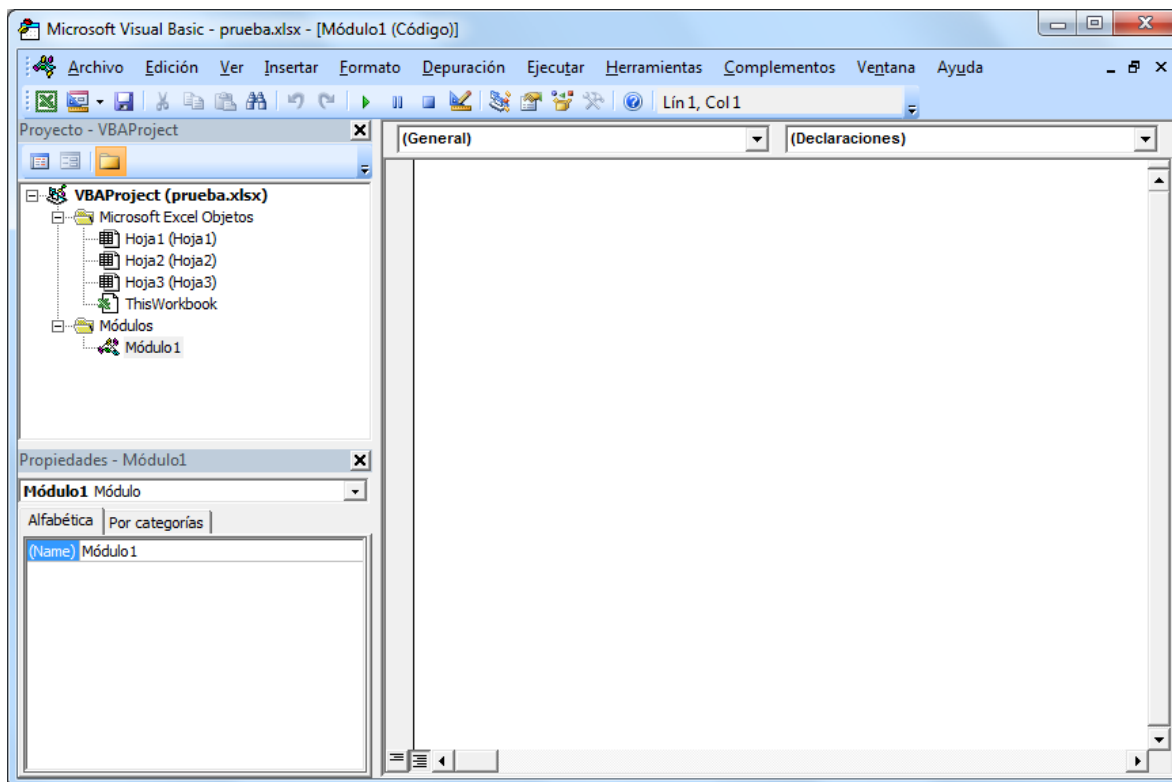 Microsoft Visual Basic - prueba.xlsx - [Módulo1 (Código)]
Archivo Edición Ver Insertar Formato Depuración Ejecutar Herramientas Complementos Ventana Ayuda
Lín 1, Col 1
Proyecto - VBAProject
(General) (Declaraciones)
VBAProject (prueba.xlsx)
Microsoft Excel Objetos
Hoja1 (Hoja1)
Hoja2 (Hoja2)
Hoja3 (Hoja3)
ThisWorkbook
Módulos
Módulo1
Propiedades - Módulo1
Módulo1 Módulo
Alfabética Por categorías
(Name) Módulo1